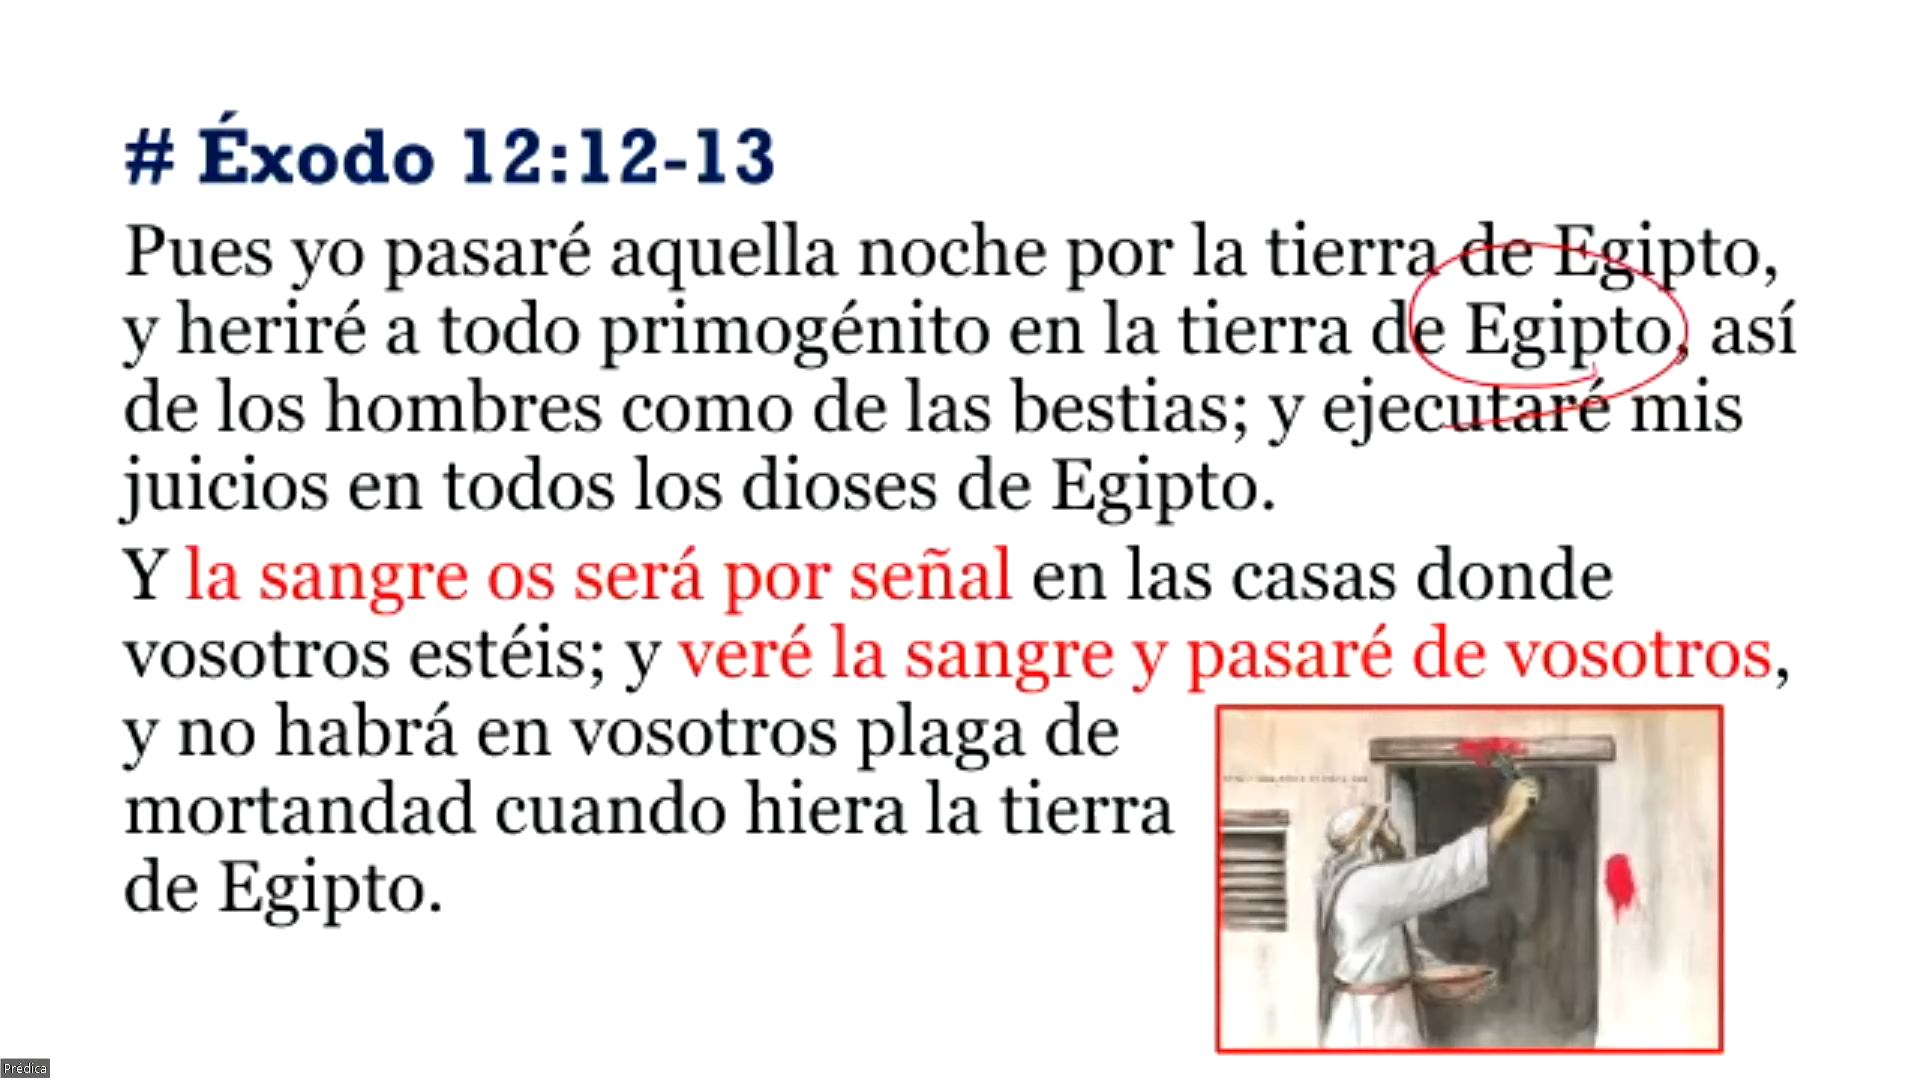 # Éxodo 12:12-13
Pues yo pasaré aquella noche por la tierra de Egipto,
y heriré a todo primogénito en la tierra de Egipto, así
de los hombres como de las bestias; y ejecutaré mis
juicios en todos los dioses de Egipto.
Y la sangre os será por señal en las casas donde
vosotros estéis; y veré la sangre y pasaré de vosotros,
y no habrá en vosotros plaga de
mortandad cuando hiera la tierra
de Egipto.
Prédica